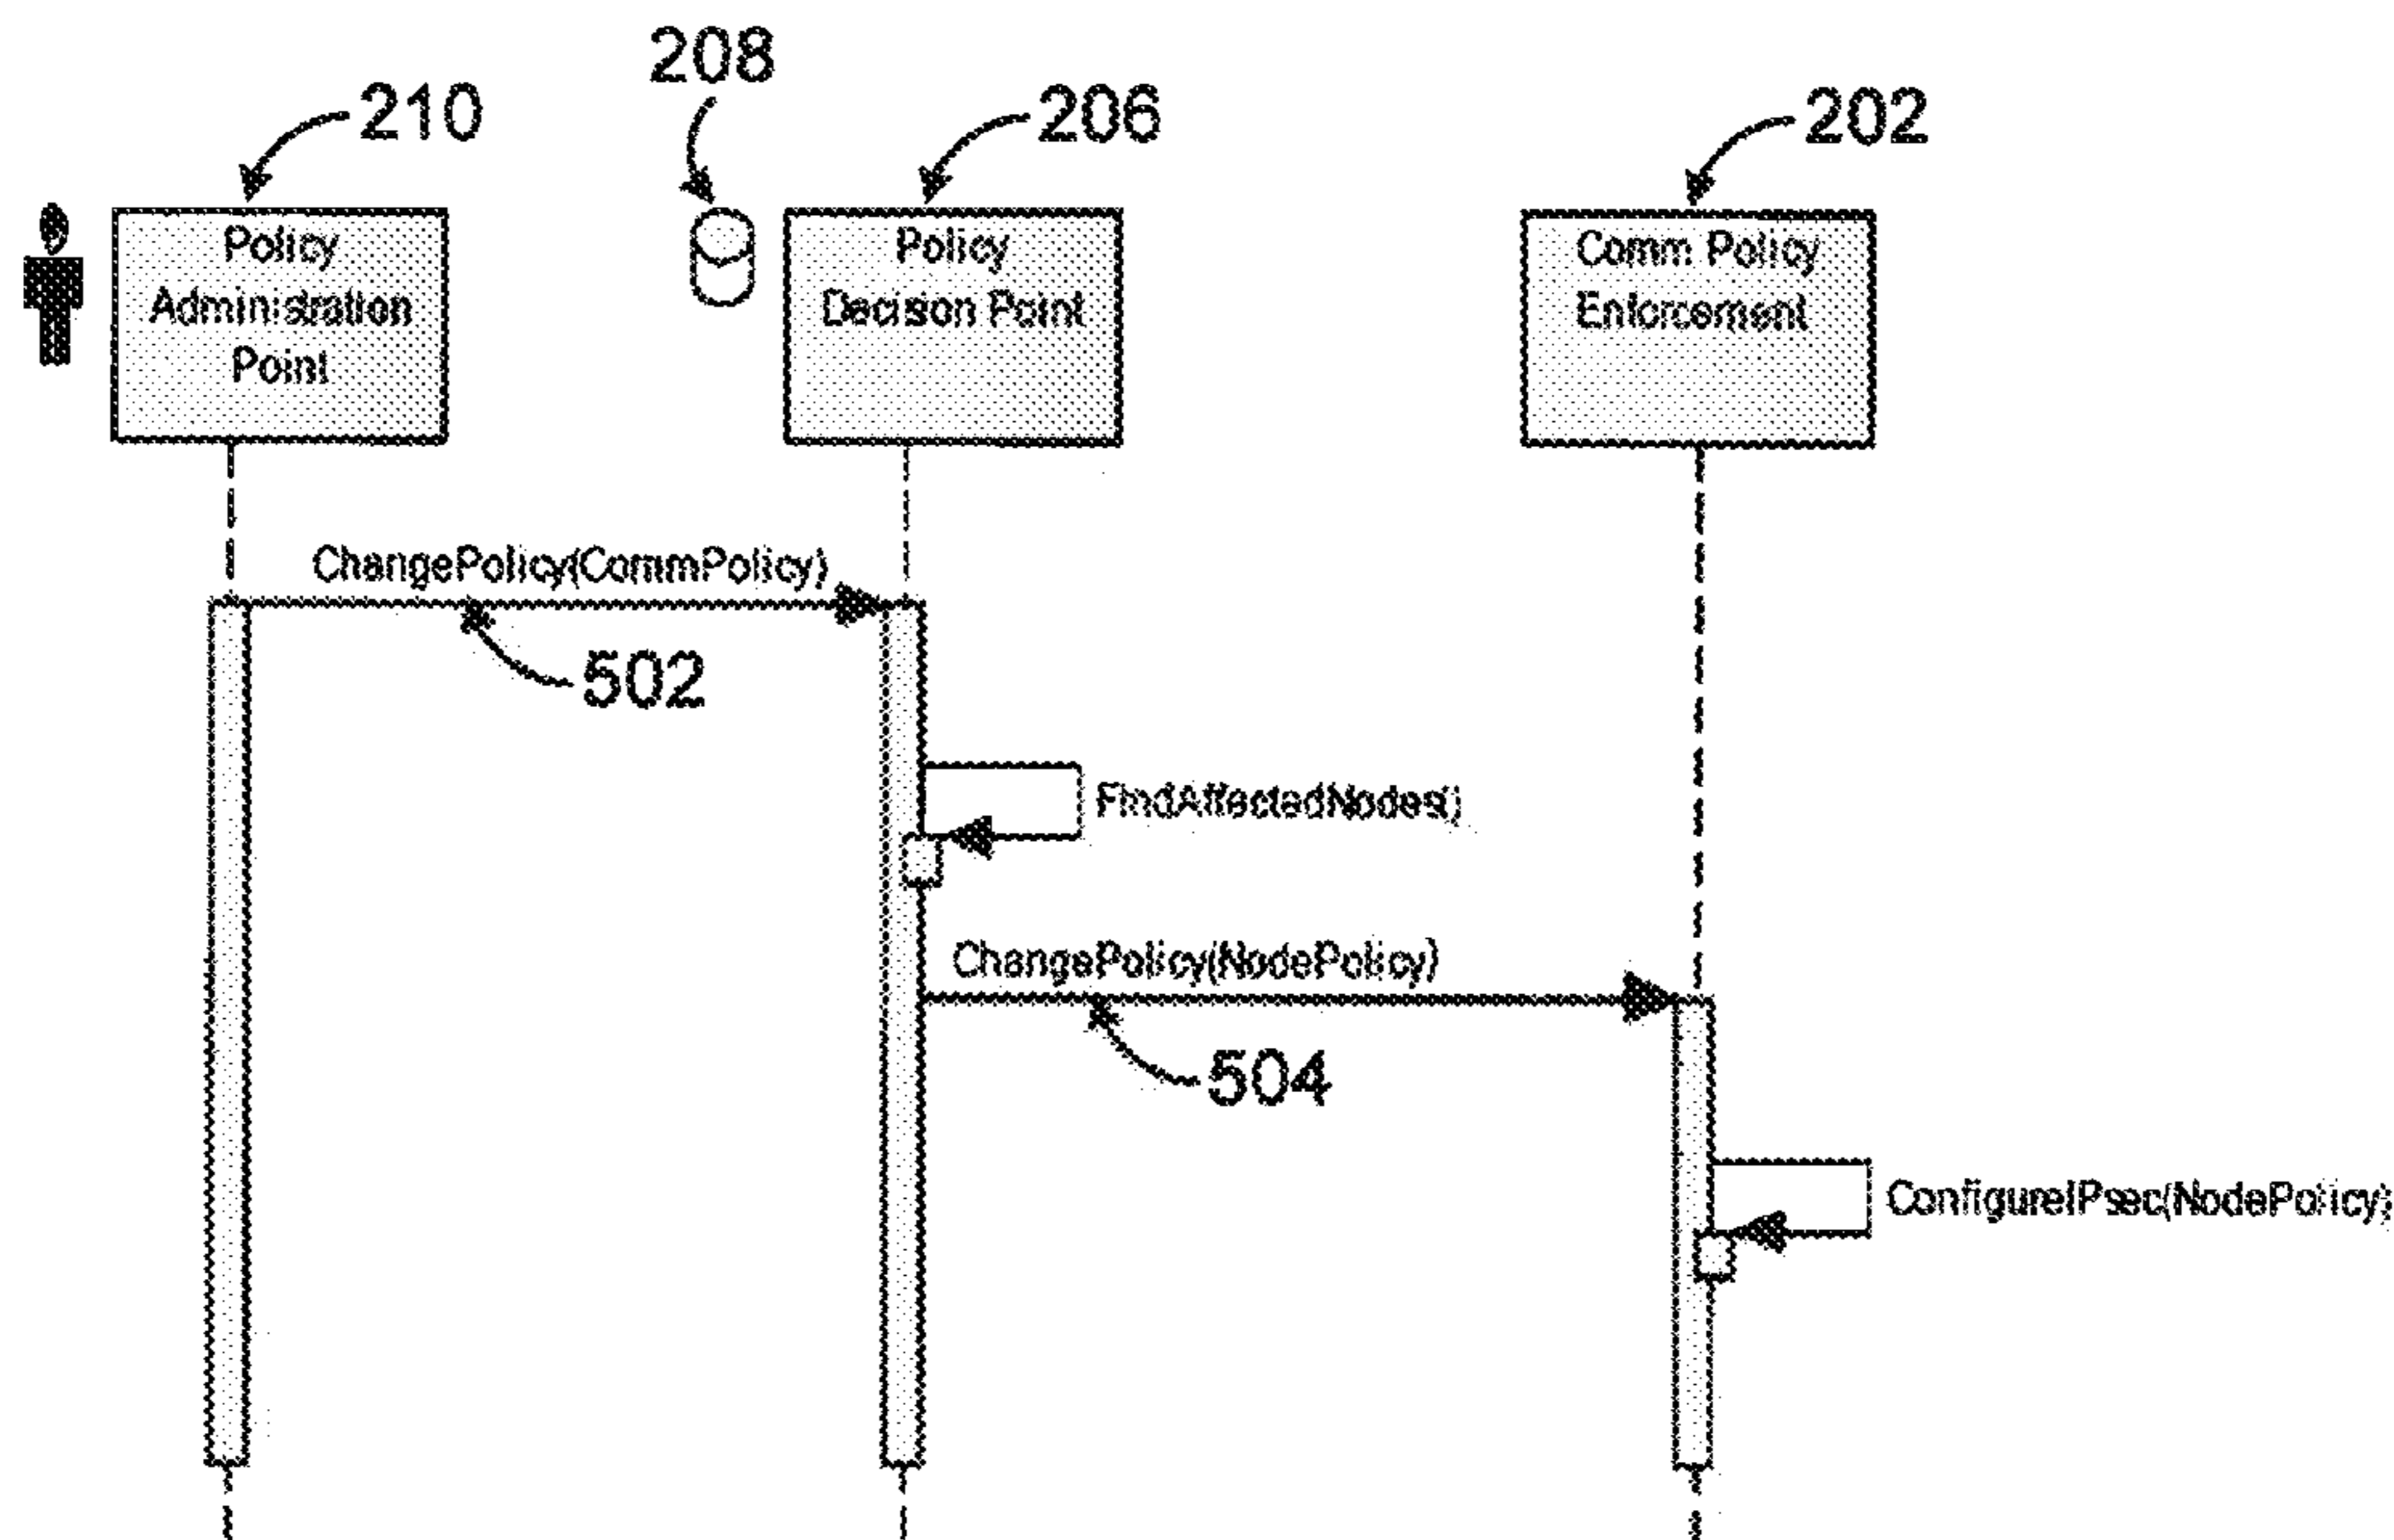 208
210
206
202
Policy
Administration
Point
Policy
Decision Point
Comm Policy
Enforcement
ChangePolicy(CommPolicy)
502
FindAffectedNodes()
ChangePolicy(NodePolicy)
504
ConfigureIPsec(NodePolicy)